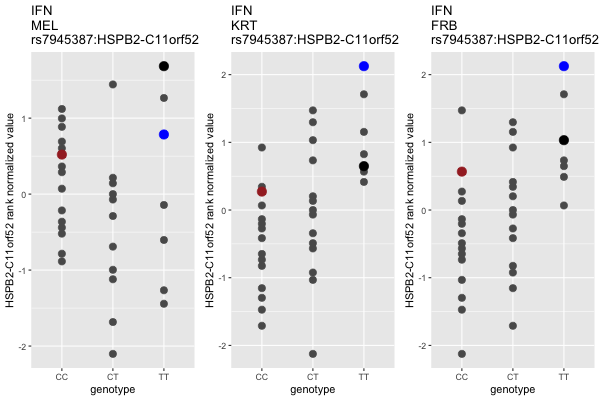 IFN
MEL
rs7945387:HSPB2-C11orf52
HSPB2-C11orf52 rank normalized value
1
0
-1
-2
CC
CT
TT
genotype
IFN
KRT
rs7945387:HSPB2-C11orf52
HSPB2-C11orf52 rank normalized value
2
1
0
-1
-2
CC
CT
TT
genotype
IFN
FRB
rs7945387:HSPB2-C11orf52
HSPB2-C11orf52 rank normalized value
2
1
0
-1
-2
CC
CT
TT
genotype